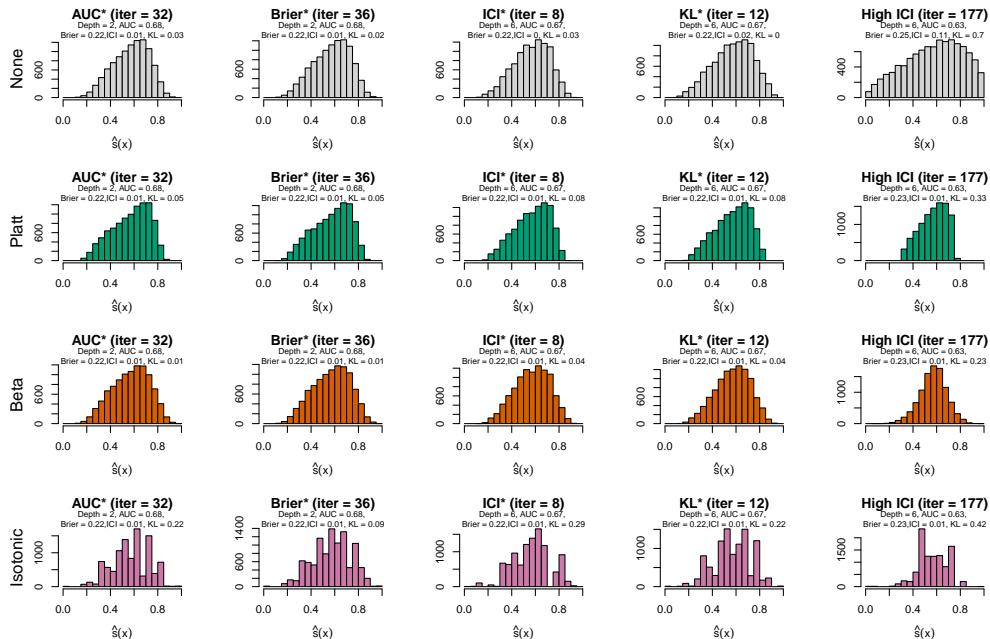 None
AUC* (iter = 32)
Depth = 2, AUC = 0.68,
Brier = 0.22,ICI = 0.01, KL = 0.03
0 600
0.0 0.4 0.8
ŝ(x)
Brier* (iter = 36)
Depth = 2, AUC = 0.68,
Brier = 0.22,ICI = 0.01, KL = 0.02
0 600
0.0 0.4 0.8
ŝ(x)
ICI* (iter = 8)
Depth = 6, AUC = 0.67,
Brier = 0.22,ICI = 0, KL = 0.03
0 600
0.0 0.4 0.8
ŝ(x)
KL* (iter = 12)
Depth = 6, AUC = 0.67,
Brier = 0.22,ICI = 0.02, KL = 0
0 600
0.0 0.4 0.8
ŝ(x)
High ICI (iter = 177)
Depth = 6, AUC = 0.63,
Brier = 0.25,ICI = 0.11, KL = 0.7
0 400
0.0 0.4 0.8
ŝ(x)
Platt
AUC* (iter = 32)
Depth = 2, AUC = 0.68,
Brier = 0.22,ICI = 0.01, KL = 0.05
0 600
0.0 0.4 0.8
ŝ(x)
Brier* (iter = 36)
Depth = 2, AUC = 0.68,
Brier = 0.22,ICI = 0.01, KL = 0.05
0 600
0.0 0.4 0.8
ŝ(x)
ICI* (iter = 8)
Depth = 6, AUC = 0.67,
Brier = 0.22,ICI = 0.01, KL = 0.08
0 600
0.0 0.4 0.8
ŝ(x)
KL* (iter = 12)
Depth = 6, AUC = 0.67,
Brier = 0.22,ICI = 0.01, KL = 0.08
0 600
0.0 0.4 0.8
ŝ(x)
High ICI (iter = 177)
Depth = 6, AUC = 0.63,
Brier = 0.23,ICI = 0.01, KL = 0.33
0 1000
0.0 0.4 0.8
ŝ(x)
Beta
AUC* (iter = 32)
Depth = 2, AUC = 0.68,
Brier = 0.22,ICI = 0.01, KL = 0.01
0 600
0.0 0.4 0.8
ŝ(x)
Brier* (iter = 36)
Depth = 2, AUC = 0.68,
Brier = 0.22,ICI = 0.01, KL = 0.01
0 600
0.0 0.4 0.8
ŝ(x)
ICI* (iter = 8)
Depth = 6, AUC = 0.67,
Brier = 0.22,ICI = 0.01, KL = 0.04
0 600
0.0 0.4 0.8
ŝ(x)
KL* (iter = 12)
Depth = 6, AUC = 0.67,
Brier = 0.22,ICI = 0.01, KL = 0.04
0 600
0.0 0.4 0.8
ŝ(x)
High ICI (iter = 177)
Depth = 6, AUC = 0.63,
Brier = 0.23,ICI = 0.01, KL = 0.23
0 1000
0.0 0.4 0.8
ŝ(x)
Isotonic
AUC* (iter = 32)
Depth = 2, AUC = 0.68,
Brier = 0.22,ICI = 0.01, KL = 0.22
0 1000
0.0 0.4 0.8
ŝ(x)
Brier* (iter = 36)
Depth = 2, AUC = 0.68,
Brier = 0.22,ICI = 0.01, KL = 0.09
0 600 1400
0.0 0.4 0.8
ŝ(x)
ICI* (iter = 8)
Depth = 6, AUC = 0.67,
Brier = 0.22,ICI = 0.01, KL = 0.29
0 1000
0.0 0.4 0.8
ŝ(x)
KL* (iter = 12)
Depth = 6, AUC = 0.67,
Brier = 0.22,ICI = 0.01, KL = 0.22
0 1000
0.0 0.4 0.8
ŝ(x)
High ICI (iter = 177)
Depth = 6, AUC = 0.63,
Brier = 0.23,ICI = 0.01, KL = 0.42
0 1500
0.0 0.4 0.8
ŝ(x)